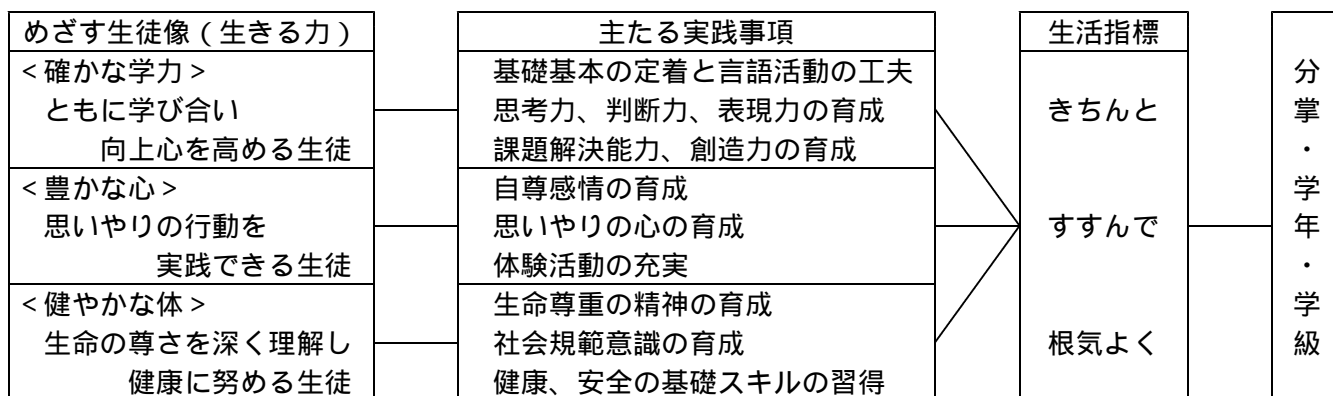 めざす生徒像(生きる力)
<確かな学力>
ともに学び合い
向上心を高める生徒
<豊かな心>
思いやりの行動を
実践できる生徒
<健やかな体>
生命の尊さを深く理解し
健康に努める生徒
主たる実践事項
基礎基本の定着と言語活動の工夫
思考力、判断力、表現力の育成
課題解決能力、創造力の育成
自尊感情の育成
思いやりの心の育成
体験活動の充実
生命尊重の精神の育成
社会規範意識の育成
健康、安全の基礎スキルの習得
生活指標
きちんと
すすんで
根気よく
分掌・学年・学級